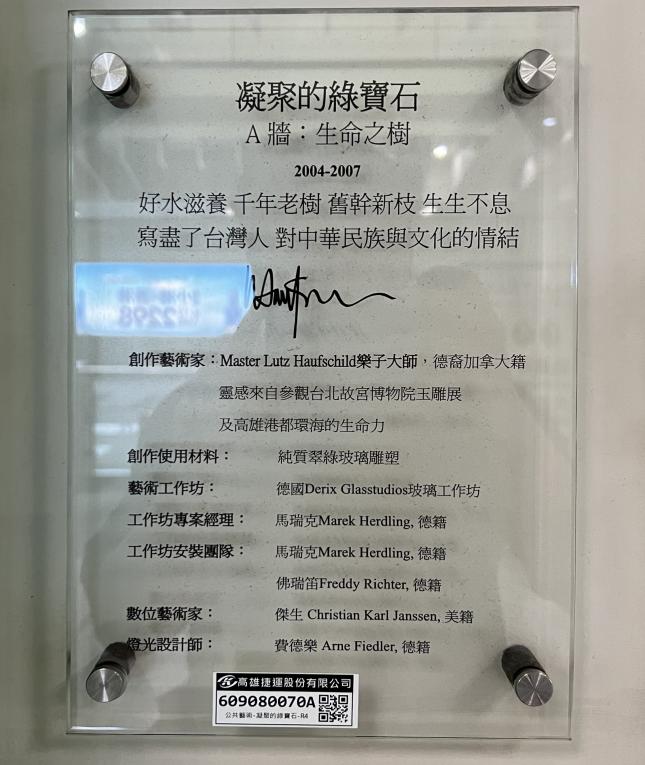 凝聚的綠寶石
A 牆：生命之樹
2004-2007
好水滋養 千年老樹 舊幹新枝 生生不息
寫盡了台灣人 對中華民族與文化的情結
創作藝術家：Master Lutz Haufschild樂子大師，德裔加拿大籍
靈感來自參觀台北故宮博物院玉雕展
及高雄港都環海的生命力
創作使用材料： 純質翠綠玻璃雕塑
藝術工作坊： 德國Derix Glasstudios玻璃工作坊
工作坊專案經理： 馬瑞克Marek Herdling, 德籍
工作坊安裝團隊： 馬瑞克Marek Herdling, 德籍
佛瑞笛Freddy Richter, 德籍
數位藝術家： 傑生 Christian Karl Janssen, 美籍
燈光設計師： 費德樂 Arne Fiedler, 德籍
高雄捷運股份有限公司
609080070A
公共藝術-凝聚的綠寶石-R4